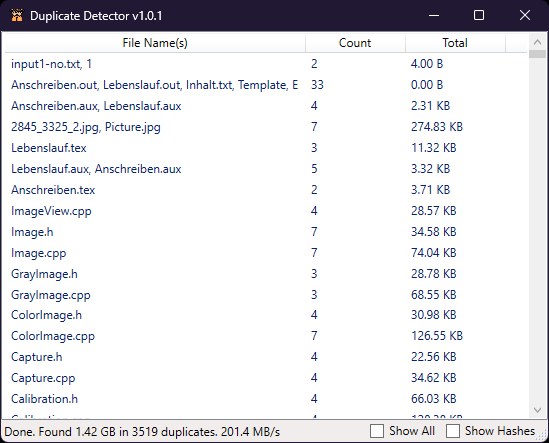 Duplicate Detector v1.0.1
File Name(s) Count Total
input1-no.txt, 1 2 4.00 B
Anschreiben.out, Lebenslauf.out, Inhalt.txt, Template, E 33 0.00 B
Anschreiben.aux, Lebenslauf.aux 4 2.31 KB
2845_3325_2.jpg, Picture.jpg 7 274.83 KB
Lebenslauf.tex 3 11.32 KB
Lebenslauf.aux, Anschreiben.aux 5 3.32 KB
Anschreiben.tex 2 3.71 KB
ImageView.cpp 4 28.57 KB
Image.h 7 34.58 KB
Image.cpp 7 74.04 KB
GrayImage.h 3 28.78 KB
GrayImage.cpp 3 68.55 KB
ColorImage.h 4 30.98 KB
ColorImage.cpp 7 126.55 KB
Capture.h 4 22.56 KB
Capture.cpp 4 34.62 KB
Calibration.h 4 66.03 KB
Done. Found 1.42 GB in 3519 duplicates. 201.4 MB/s Show All Show Hashes